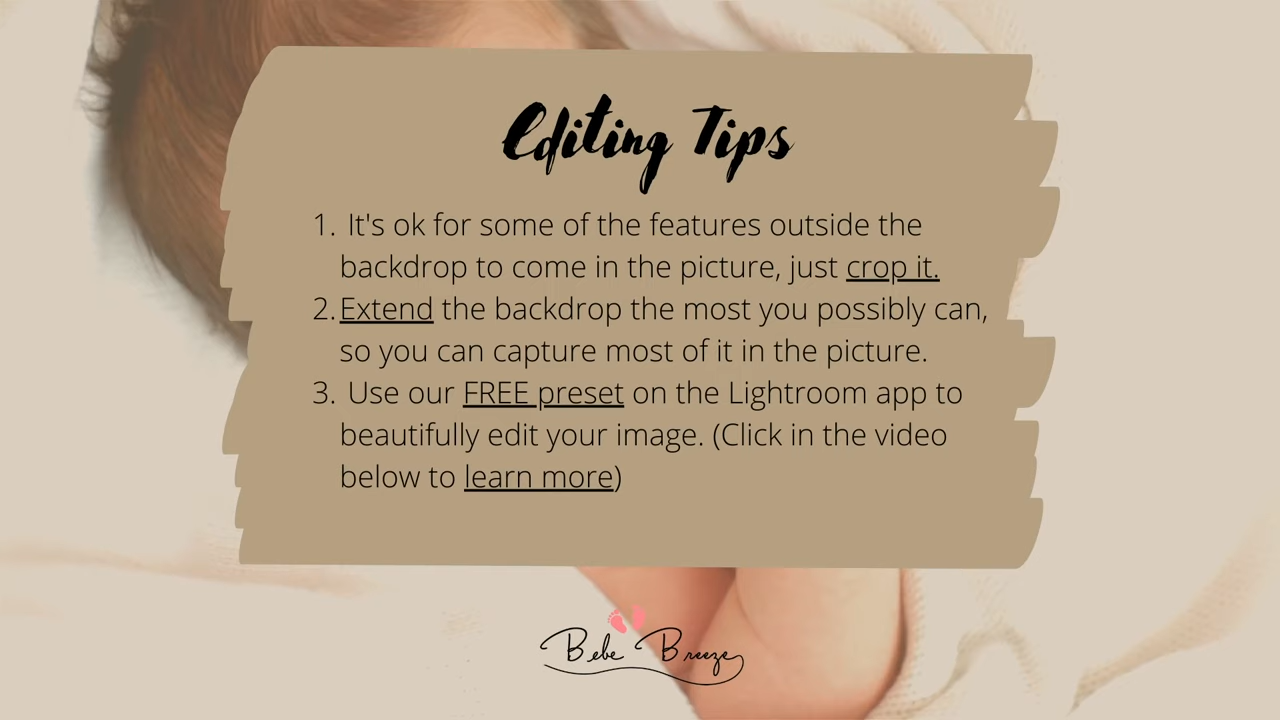 Editing Tips
1. It's ok for some of the features outside the
backdrop to come in the picture, just crop it.
2. Extend the backdrop the most you possibly can,
so you can capture most of it in the picture.
3. Use our FREE preset on the Lightroom app to
beautifully edit your image. (Click in the video
below to learn more)
Bebe Breeze